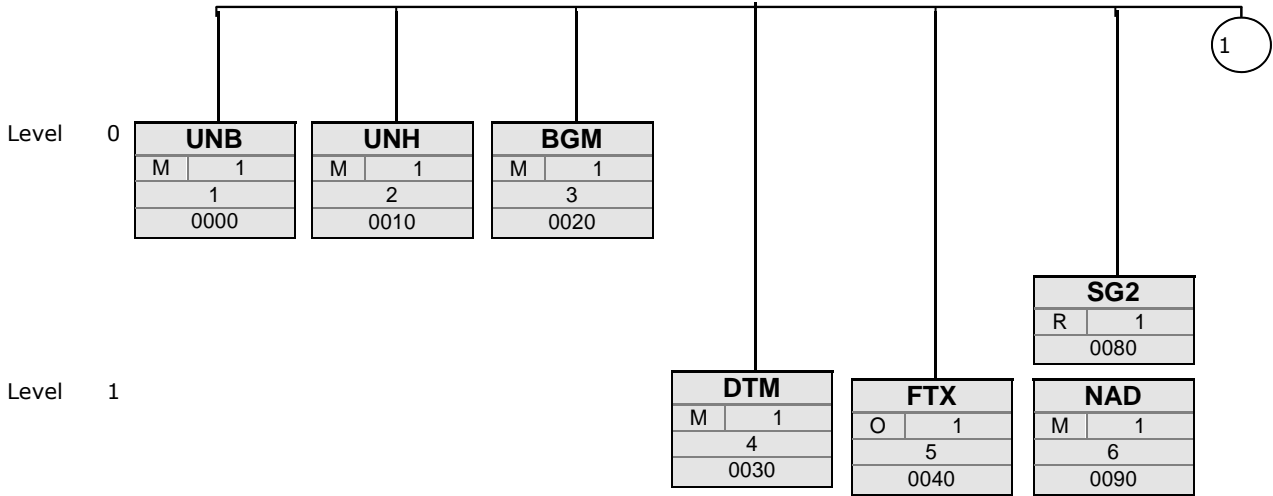 1
Level 0
UNB
M 1
1
0000
UNH
M 1
2
0010
BGM
M 1
3
0020
SG2
R 1
0080
Level 1
DTM
M 1
4
0030
FTX
O 1
5
0040
NAD
M 1
6
0090